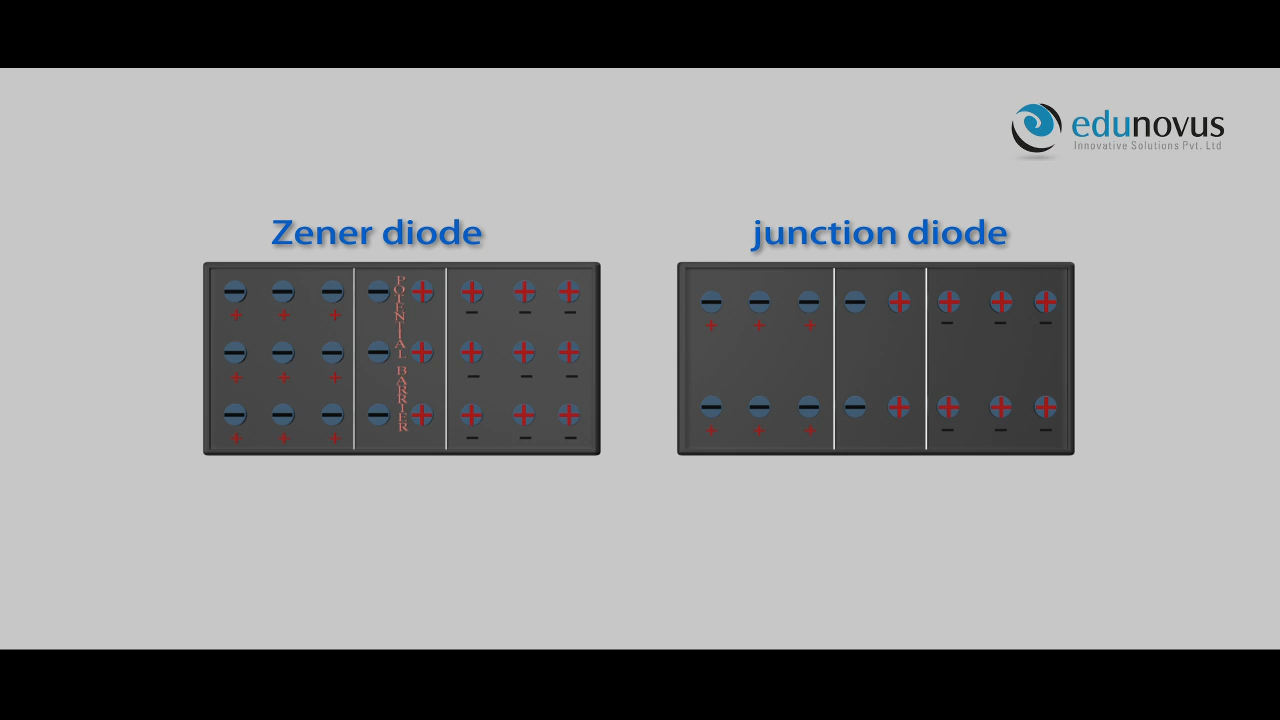 edunovus
Innovative Solutions Pvt. Ltd
Zener diode
junction diode
POTENTIAL BARRIER